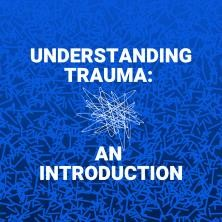 UNDERSTANDING
TRAUMA:
AN
INTRODUCTION